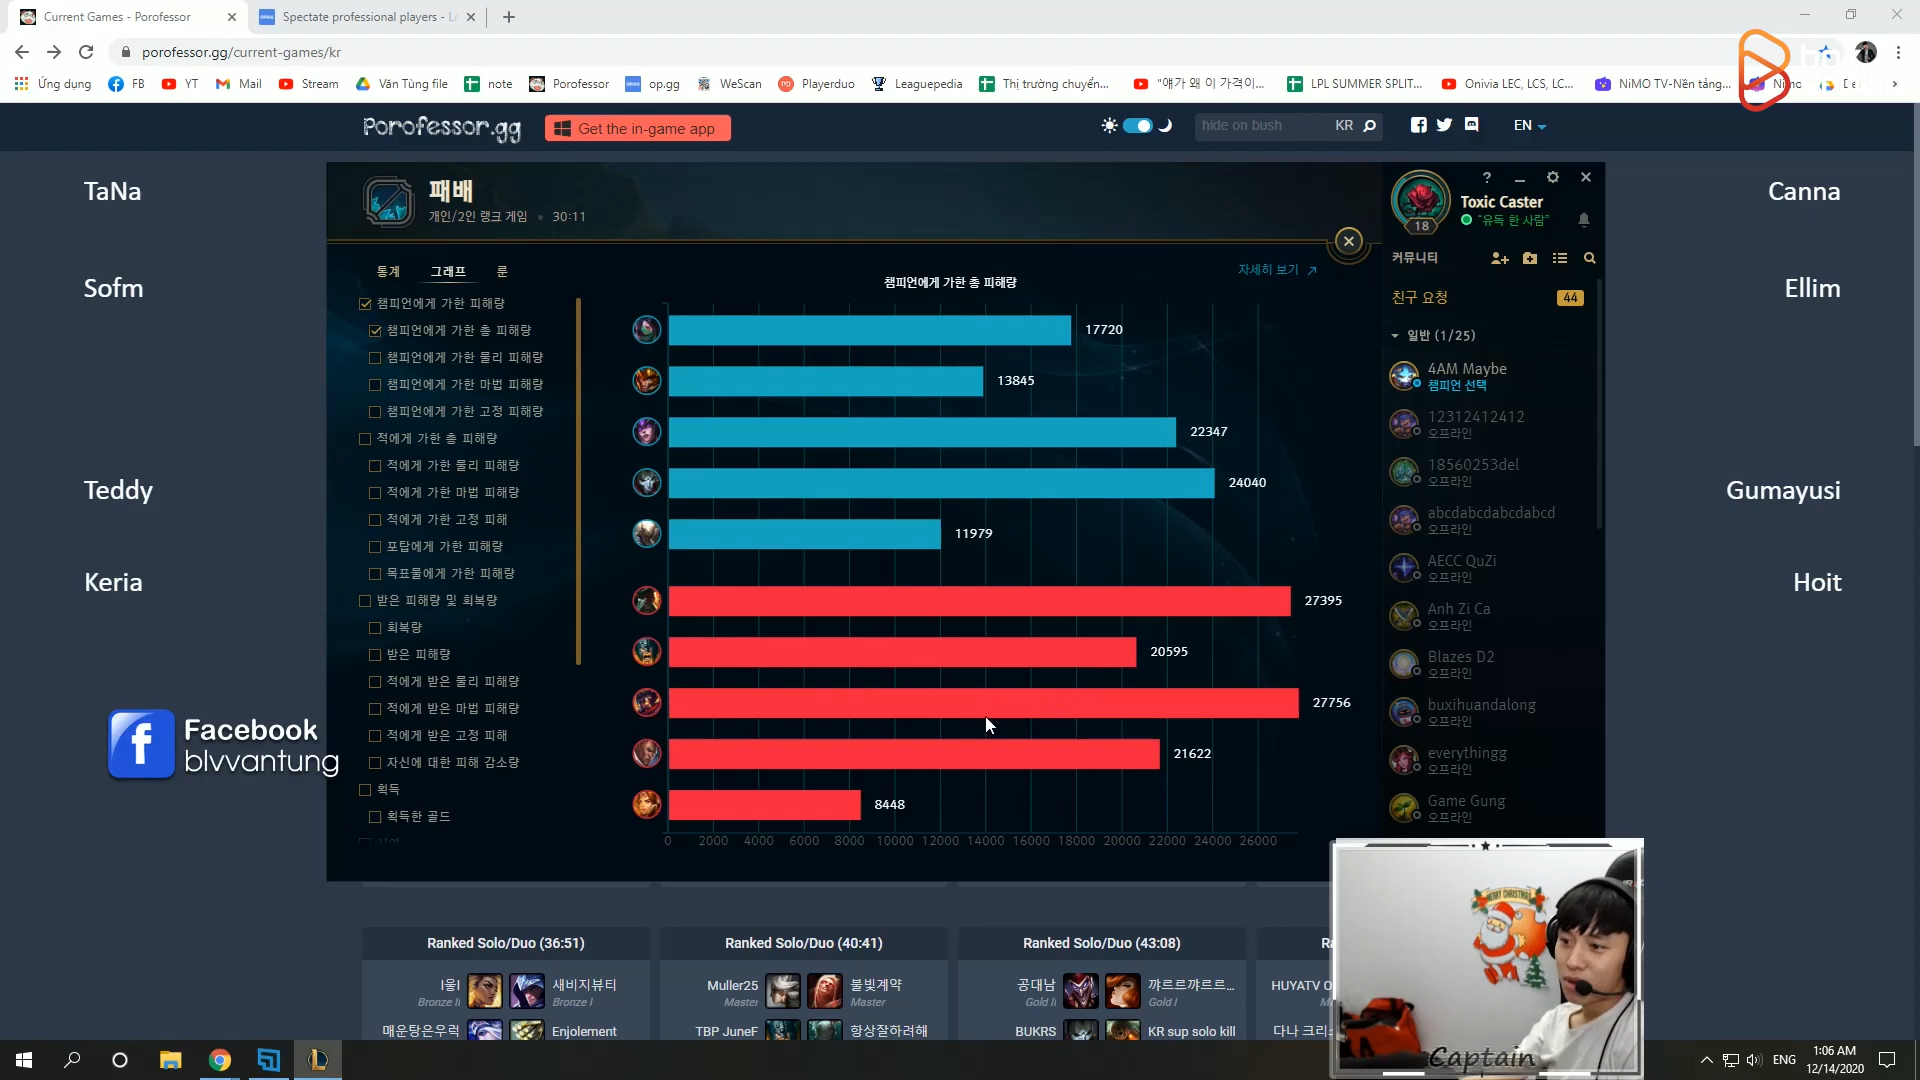 Current Games - Porofessor
Spectate professional players - Le
porofessor.gg/current-games/kr
Ứng dụng
FB
YT
Mail
Stream
Văn Tùng file
note
Porofessor
op.gg
WeScan
Playerduo
Leaguepedia
Thị trường chuyển...
"얘가 왜 이 가격이...
LPL SUMMER SPLIT...
Onivia LEC, LCS, LC...
NiMO TV-Nền tảng...
Nimo
Porofessor.gg
Get the in-game app
hide on bush
KR
EN
TaNa
Sofm
Teddy
Keria
Canna
Ellim
Gumayusi
Hoit
Facebook
blvvantung
패배
개인/2인 랭크 게임 • 30:11
통계 그래프 룬
자세히 보기
챔피언에게 가한 총 피해량
챔피언에게 가한 피해량
챔피언에게 가한 총 피해량
챔피언에게 가한 물리 피해량
챔피언에게 가한 마법 피해량
챔피언에게 가한 고정 피해량
적에게 가한 총 피해량
적에게 가한 물리 피해량
적에게 가한 마법 피해량
적에게 가한 고정 피해
포탑에게 가한 피해량
목표물에게 가한 피해량
받은 피해량 및 회복량
회복량
받은 피해량
적에게 받은 물리 피해량
적에게 받은 마법 피해량
적에게 받은 고정 피해
자신에 대한 피해 감소량
획득
획득한 골드
17720
13845
22347
24040
11979
27395
20595
27756
21622
8448
0 2000 4000 6000 8000 10000 12000 14000 16000 18000 20000 22000 24000 26000
?
18
Toxic Caster
"유독 한 사람"
커뮤니티
친구 요청
44
일반 (1/25)
4AM Maybe
챔피언 선택
12312412412
오프라인
18560253del
오프라인
abcdabcdabcdabcd
오프라인
AECC QuZi
오프라인
Anh Zi Ca
오프라인
Blazes D2
오프라인
buxihuandalong
오프라인
everythingg
오프라인
Game Gung
오프라인
Ranked Solo/Duo (36:51)
I울I
Bronze II
새비지뷰티
Bronze I
매운탕은우럭
Enjolement
Ranked Solo/Duo (40:41)
Muller25
Master
불빛계약
Master
TBP JuneF
항상잘하려해
Ranked Solo/Duo (43:08)
공대남
Gold II
꺄르르꺄르르...
Gold I
BUKRS
KR sup solo kill
HUYATV
MERRY CHRISTMAS
Captain
ENG
1:06 AM
12/14/2020